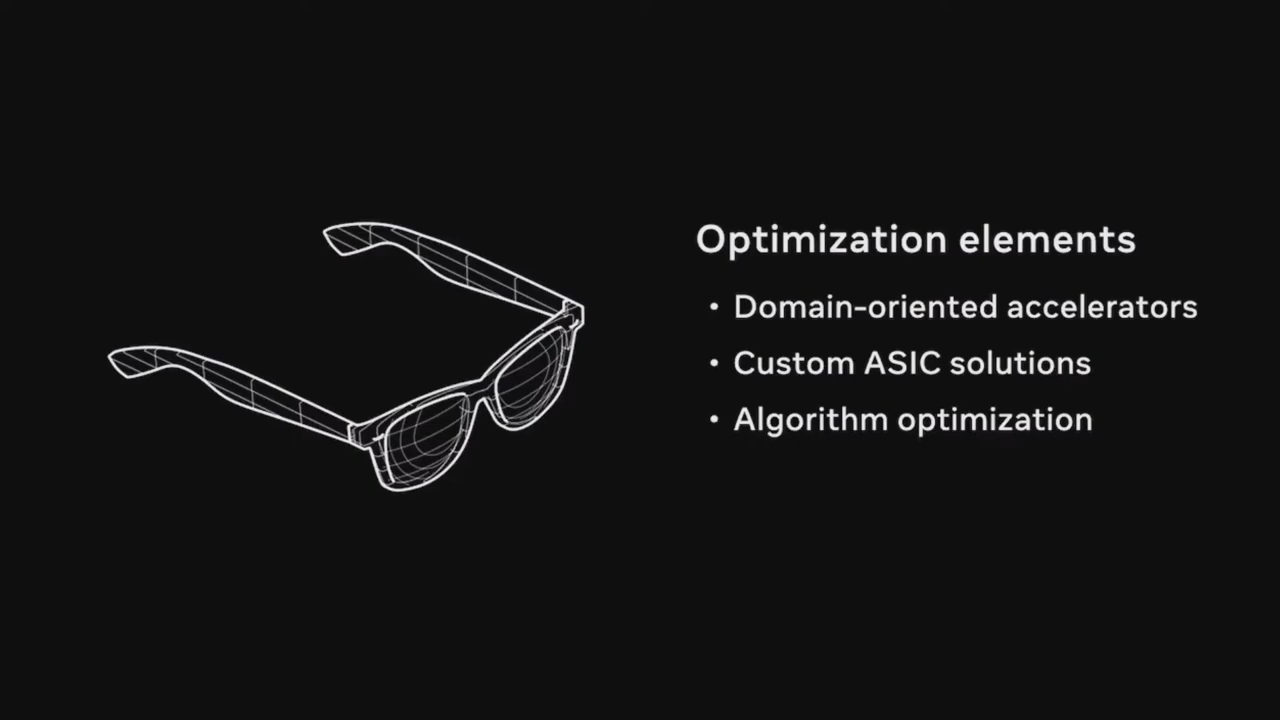 Optimization elements
• Domain-oriented accelerators
• Custom ASIC solutions
• Algorithm optimization